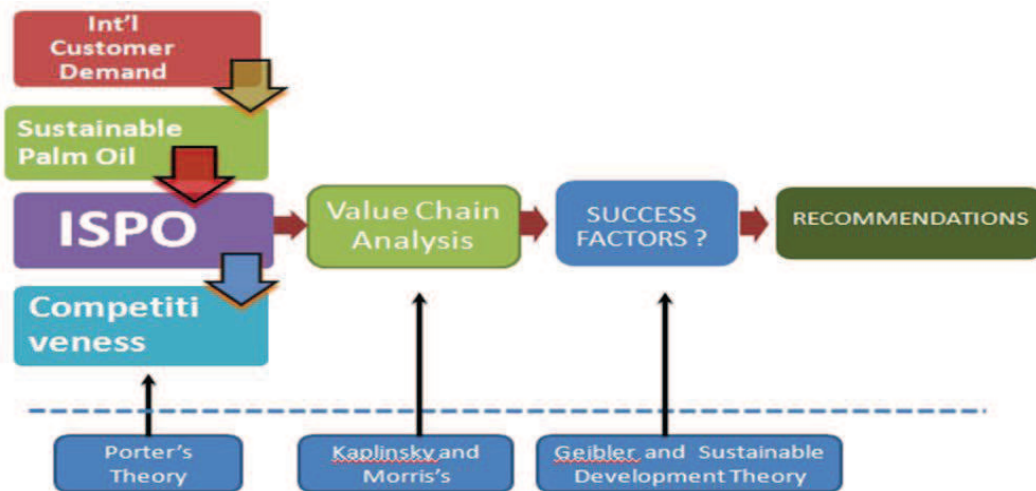 Int'l
Customer
Demand
Sustainable
Palm Oil
ISPO
Competiti
veness
Value Chain
Analysis
SUCCESS
FACTORS ?
RECOMMENDATIONS
Porter's
Theory
Kaplinsky and
Morris's
Geibler and Sustainable
Development Theory